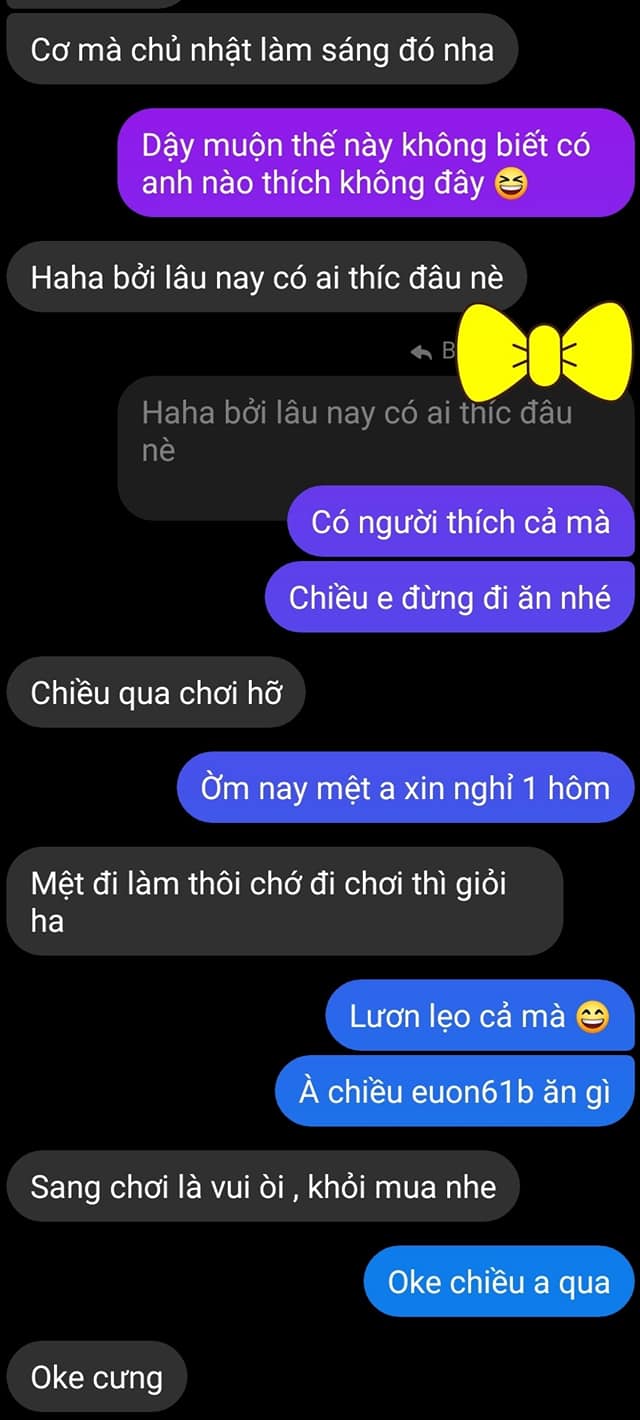 Cơ mà chủ nhật làm sáng đó nha
Dậy muộn thế này không biết có
anh nào thích không đây 😆
Haha bởi lâu nay có ai thíc đâu nè
Haha bởi lâu nay có ai thíc đâu
nè
Có người thích cả mà
Chiều e đừng đi ăn nhé
Chiều qua chơi hỡ
Ờm nay mệt a xin nghỉ 1 hôm
Mệt đi làm thôi chớ đi chơi thì giỏi
ha
Lươn lẹo cả mà 😄
À chiều euon61b ăn gì
Sang chơi là vui òi , khỏi mua nhe
Oke chiều a qua
Oke cưng